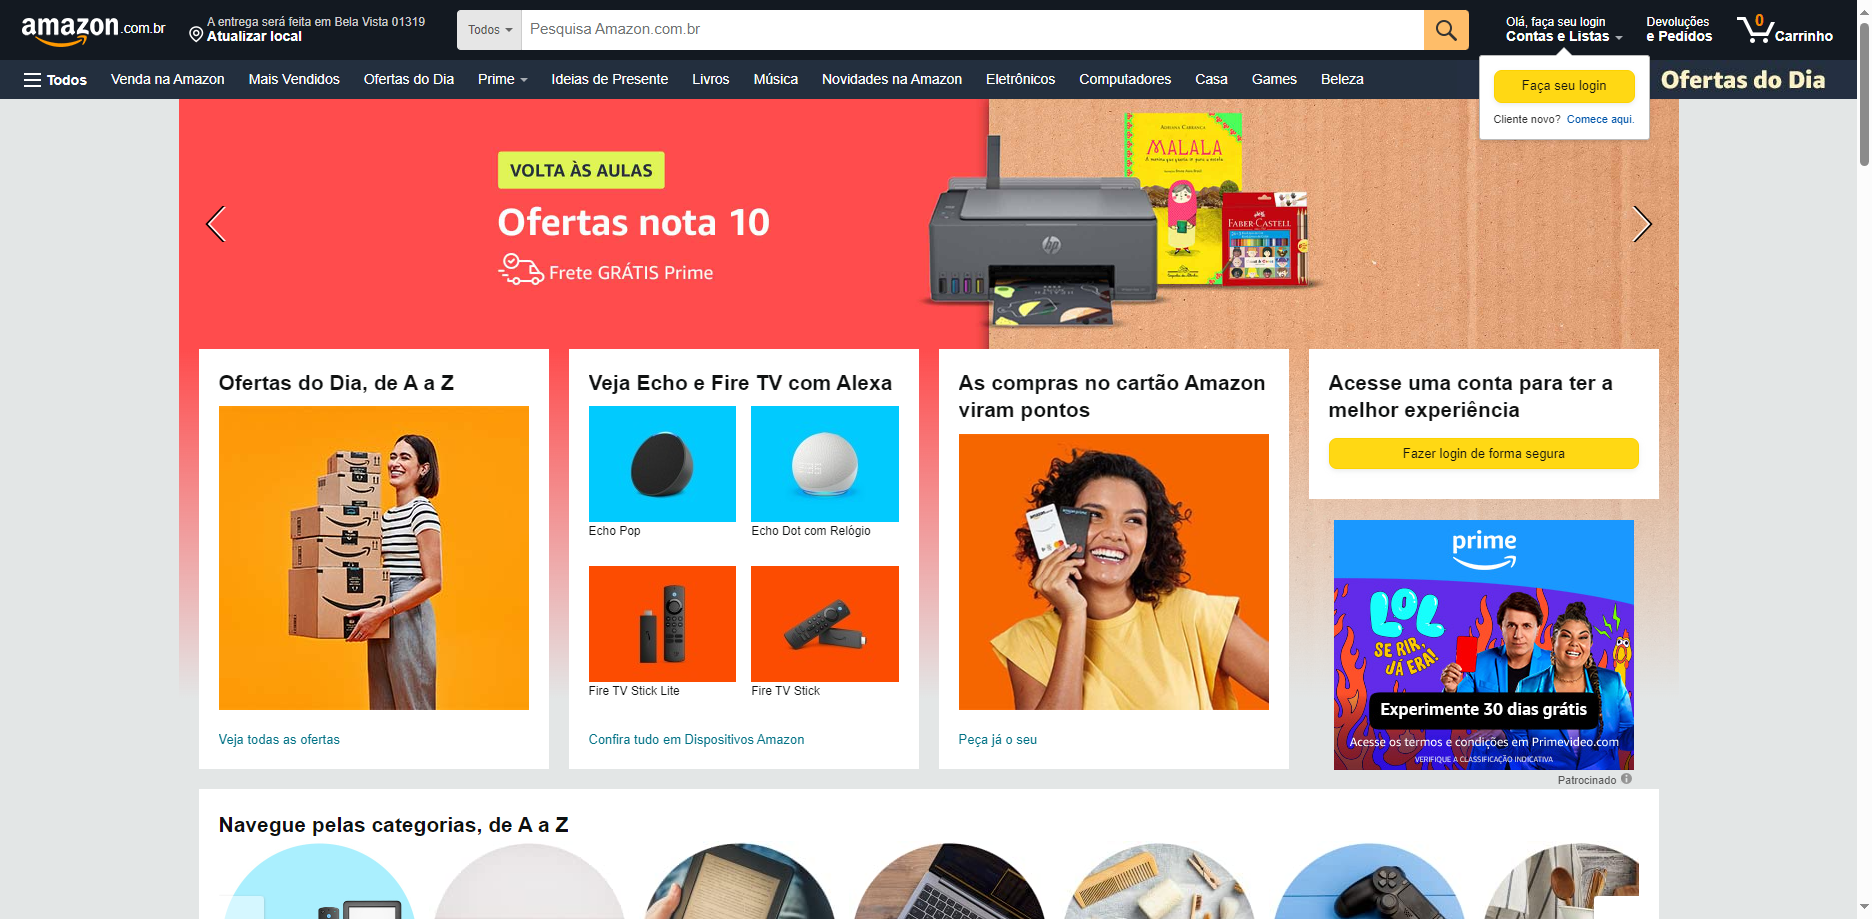 amazon.com.br
A entrega será feita em Bela Vista 01319
Atualizar local
Todos
Pesquisa Amazon.com.br
Olá, faça seu login
Contas e Listas
Devoluções
e Pedidos
0
Carrinho
Todos
Venda na Amazon
Mais Vendidos
Ofertas do Dia
Prime
Ideias de Presente
Livros
Música
Novidades na Amazon
Eletrônicos
Computadores
Casa
Games
Beleza
Ofertas do Dia
Faça seu login
Cliente novo? Comece aqui.
VOLTA ÀS AULAS
Ofertas nota 10
Frete GRÁTIS Prime
hp
ADRIANA CARRANCA
MALALA
FABER-CASTELL
Ofertas do Dia, de A a Z
Veja todas as ofertas
Veja Echo e Fire TV com Alexa
Echo Pop
Echo Dot com Relógio
Fire TV Stick Lite
Fire TV Stick
Confira tudo em Dispositivos Amazon
As compras no cartão Amazon
viram pontos
Peça já o seu
Acesse uma conta para ter a
melhor experiência
Fazer login de forma segura
prime
LOL
SE RIR,
JÁ ERA!
Experimente 30 dias grátis
Acesse os termos e condições em Primevideo.com
VERIFIQUE A CLASSIFICAÇÃO INDICATIVA
Patrocinado
Navegue pelas categorias, de A a Z